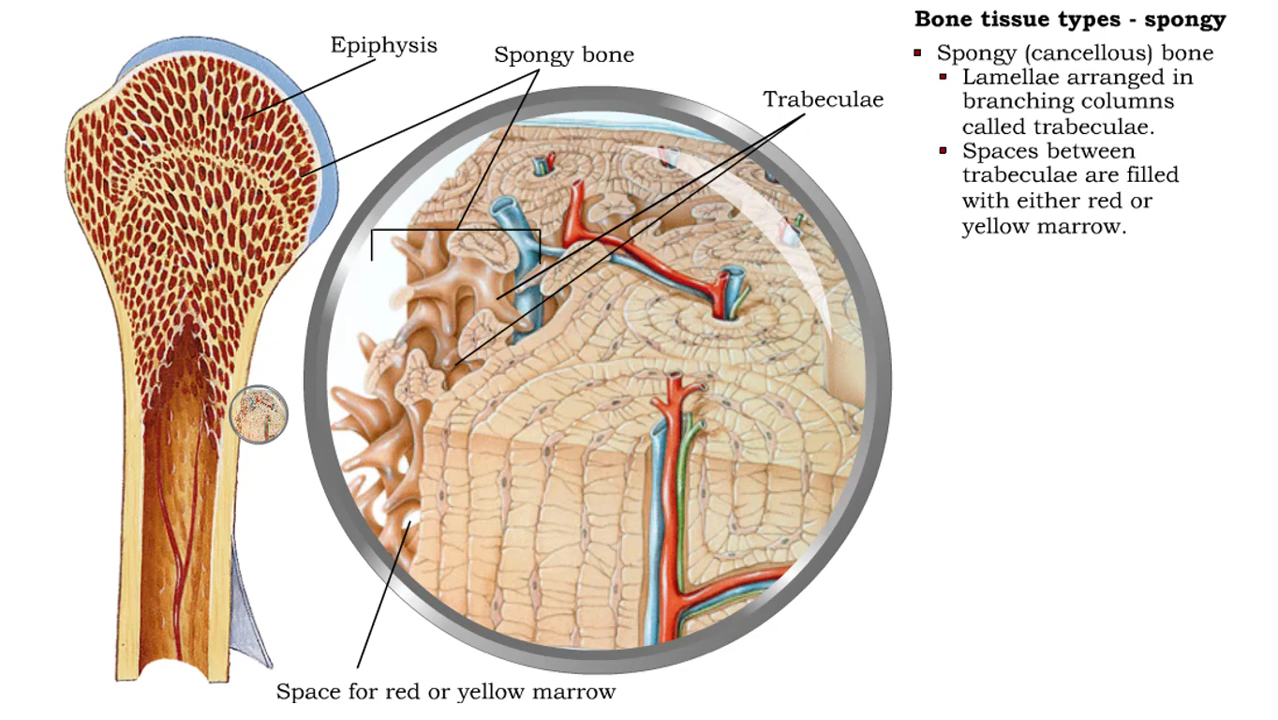 Bone tissue types - spongy
Spongy (cancellous) bone
Lamellae arranged in
branching columns
called trabeculae.
Spaces between
trabeculae are filled
with either red or
yellow marrow.
Epiphysis
Spongy bone
Trabeculae
Space for red or yellow marrow